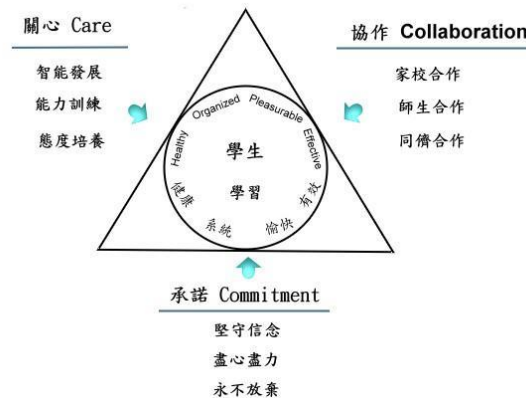 關心 Care
智能發展
能力訓練
態度培養
協作 Collaboration
家校合作
師生合作
同儕合作
Healthy Organized Pleasurable Effective
學生
學習
健康 系統 愉快 有效
承諾 Commitment
堅守信念
盡心盡力
永不放棄